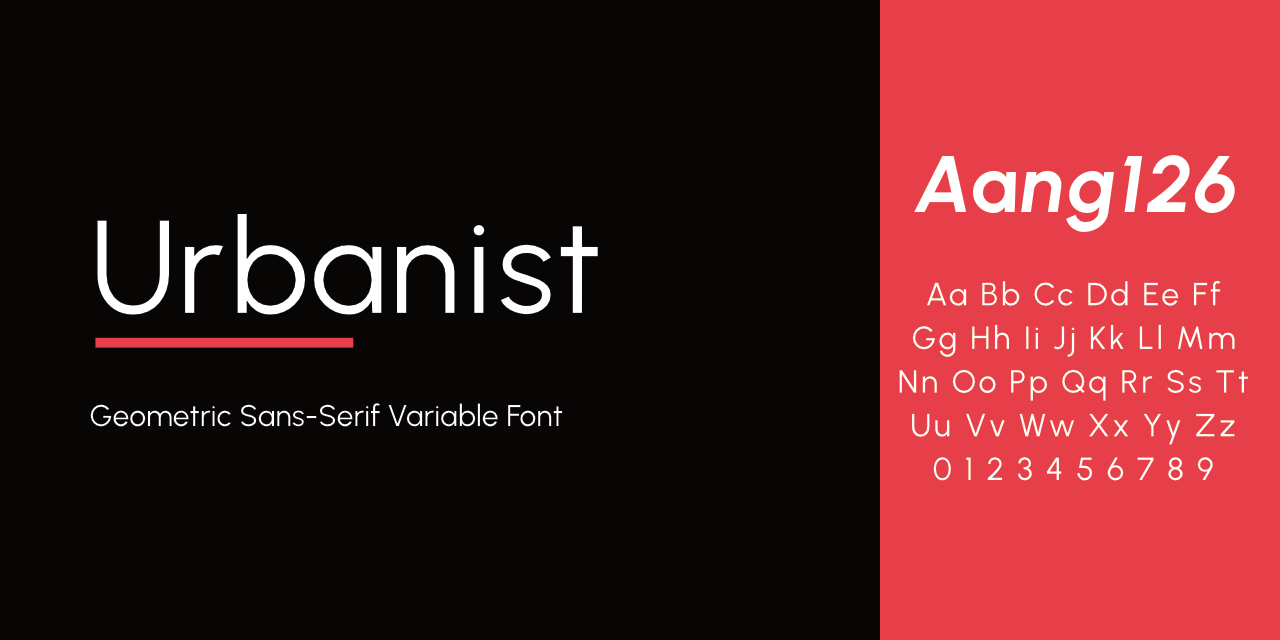 Urbanist
Geometric Sans-Serif Variable Font
Aang126
Aa Bb Cc Dd Ee Ff
Gg Hh Ii Jj Kk Ll Mm
Nn Oo Pp Qq Rr Ss Tt
Uu Vv Ww Xx Yy Zz
0 1 2 3 4 5 6 7 8 9